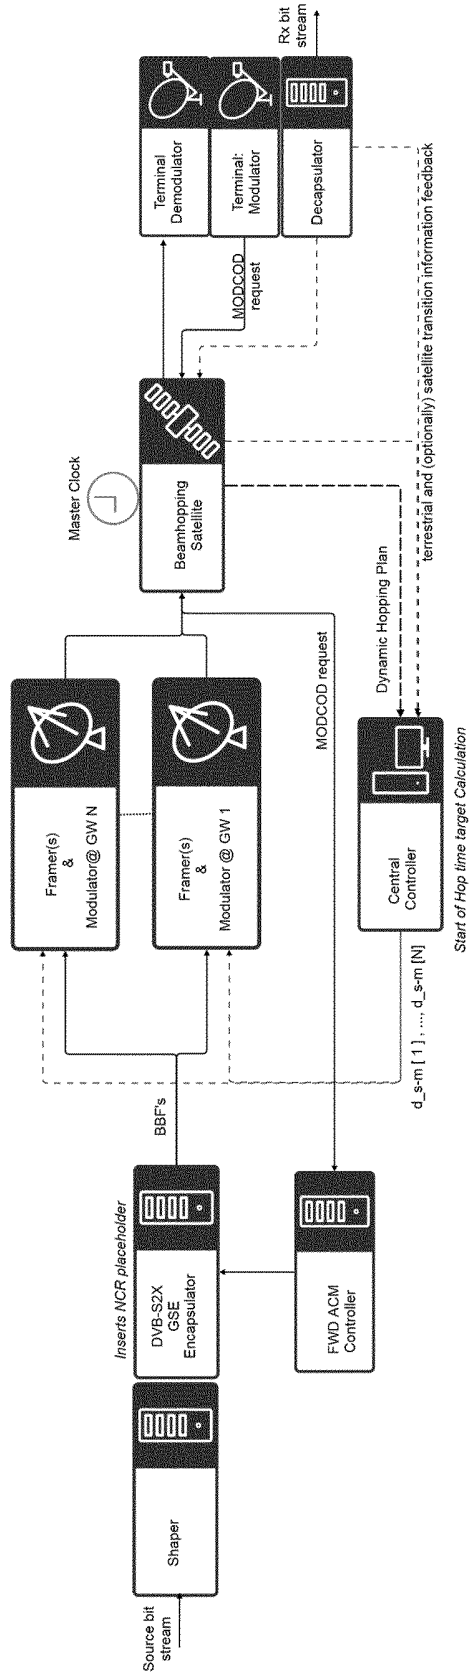 Source bit
stream
Shaper
Inserts NCR placeholder
DVB-S2X
GSE
Encapsulator
FWD ACM
Controller
BBF's
d_s-m [ 1 ] , ..., d_s-m [N]
Framer(s)
&
Modulator@ GW N
Framer(s)
&
Modulator @ GW 1
Central
Controller
Start of Hop time target Calculation
MODCOD request
Dynamic Hopping Plan
Master Clock
Beamhopping
Satellite
terrestrial and (optionally) satellite transition information feedback
MODCOD
request
Terminal
Demodulator
Terminal:
Modulator
Decapsulator
Rx bit
stream